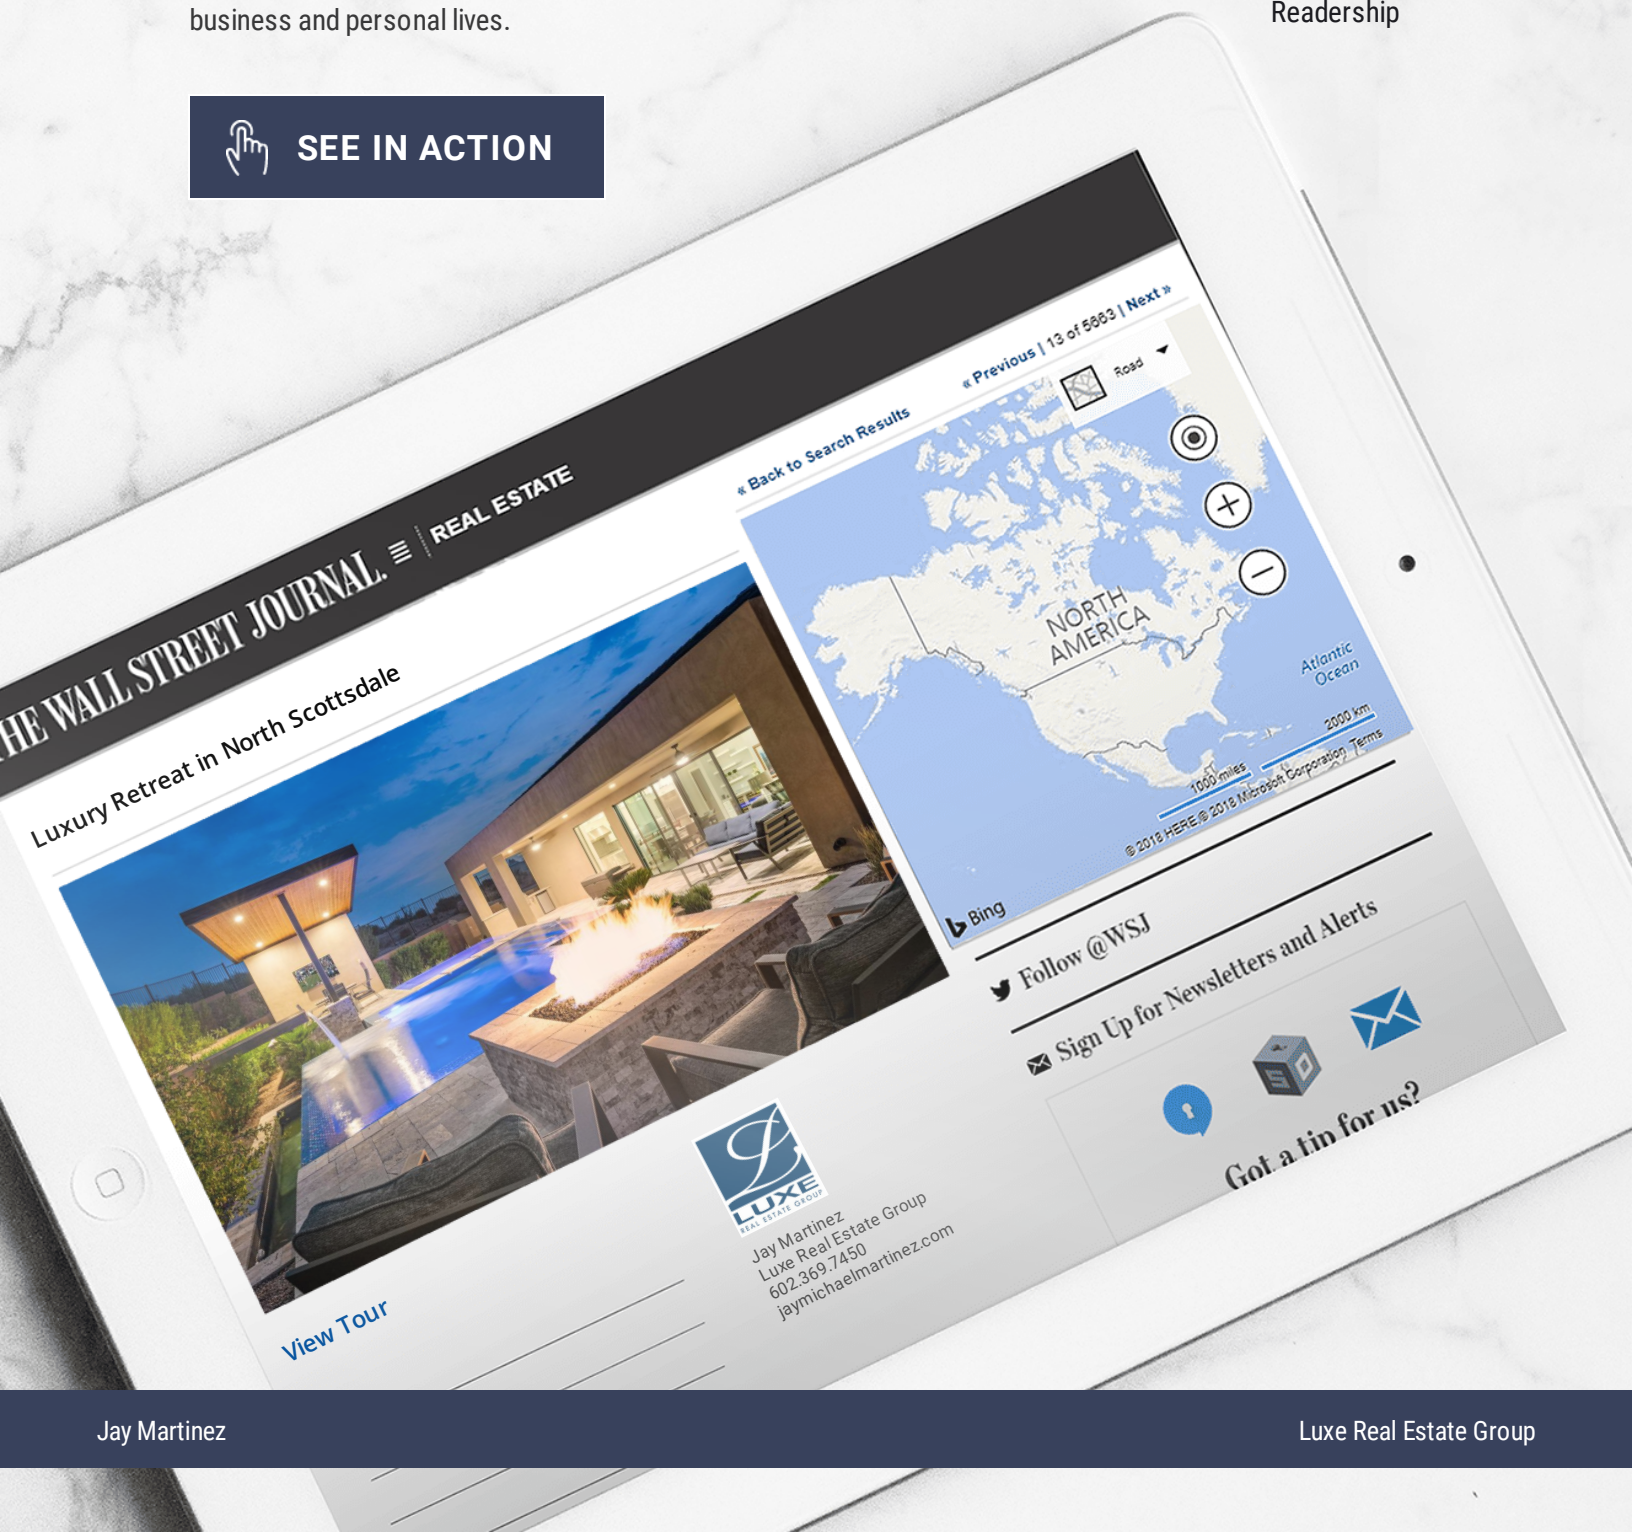 business and personal lives.
Readership
SEE IN ACTION
THE WALL STREET JOURNAL.
REAL ESTATE
« Back to Search Results
« Previous | 13 of 5663 | Next »
Luxury Retreat in North Scottsdale
Road
NORTH
AMERICA
Atlantic
Ocean
2000 km
1000 miles
© 2018 HERE © 2018 Microsoft Corporation Terms
Bing
Follow @WSJ
Sign Up for Newsletters and Alerts
SD
Got a tip for us?
L
LUXE
REAL ESTATE GROUP
Jay Martinez
Luxe Real Estate Group
602.369.7450
jaymichaelmartinez.com
View Tour
Jay Martinez
Luxe Real Estate Group